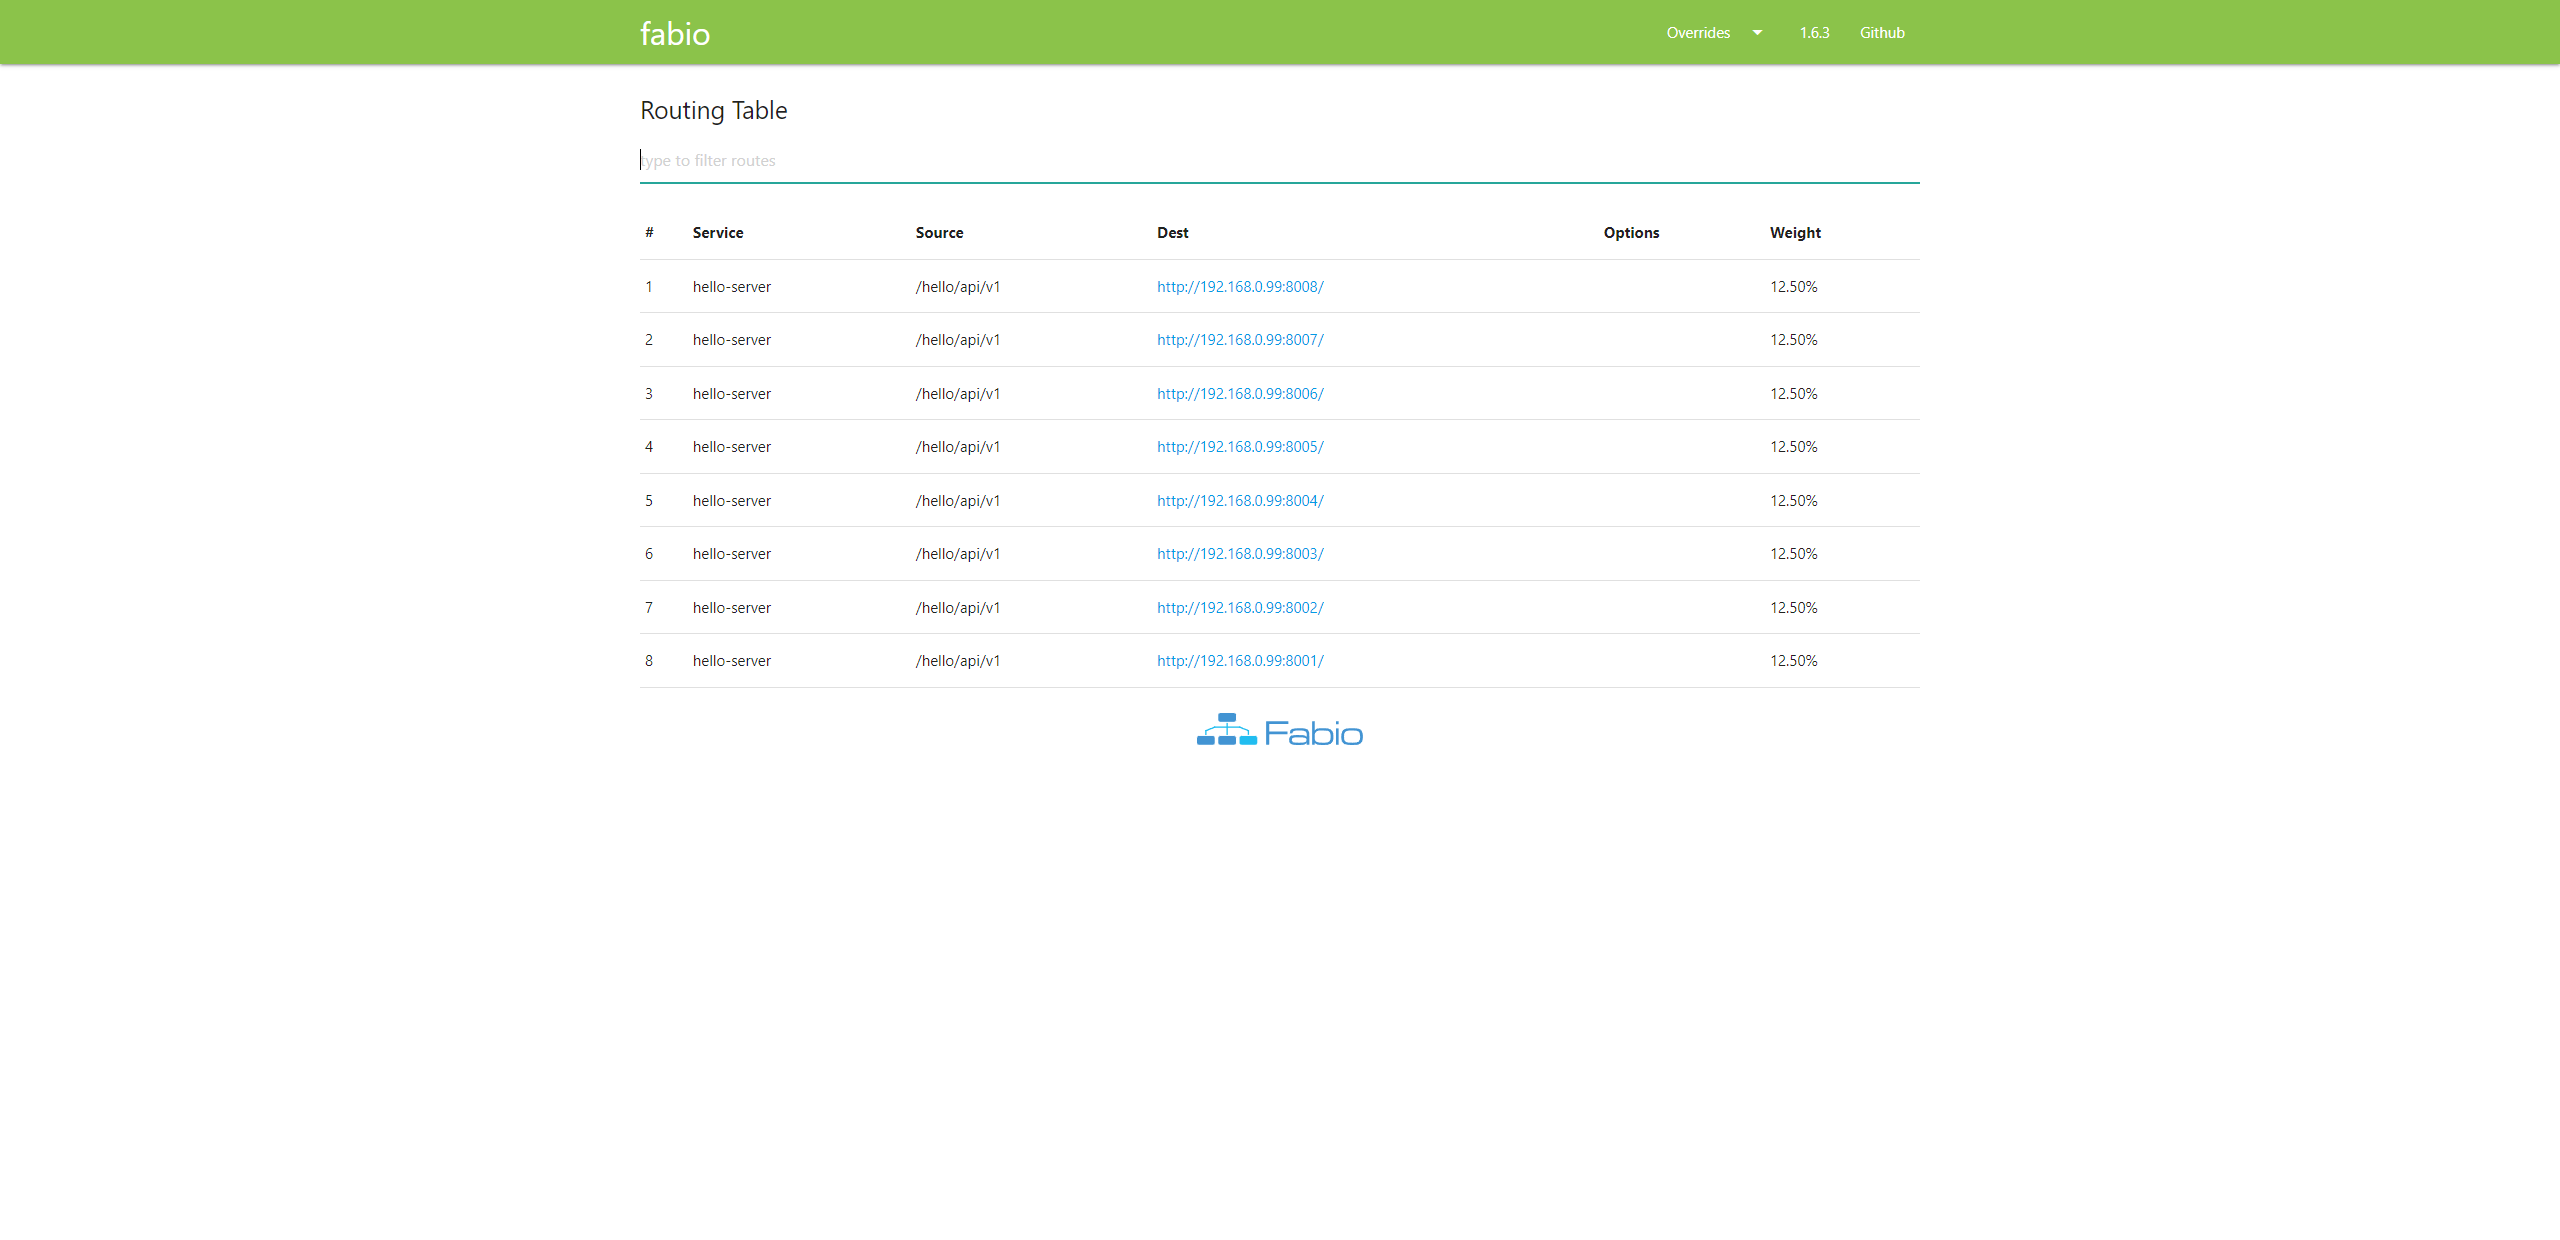 fabio Overrides 1.6.3 Github
Routing Table
type to filter routes
# Service Source Dest Options Weight
1 hello-server /hello/api/v1 http://192.168.0.99:8008/ 12.50%
2 hello-server /hello/api/v1 http://192.168.0.99:8007/ 12.50%
3 hello-server /hello/api/v1 http://192.168.0.99:8006/ 12.50%
4 hello-server /hello/api/v1 http://192.168.0.99:8005/ 12.50%
5 hello-server /hello/api/v1 http://192.168.0.99:8004/ 12.50%
6 hello-server /hello/api/v1 http://192.168.0.99:8003/ 12.50%
7 hello-server /hello/api/v1 http://192.168.0.99:8002/ 12.50%
8 hello-server /hello/api/v1 http://192.168.0.99:8001/ 12.50%
Fabio